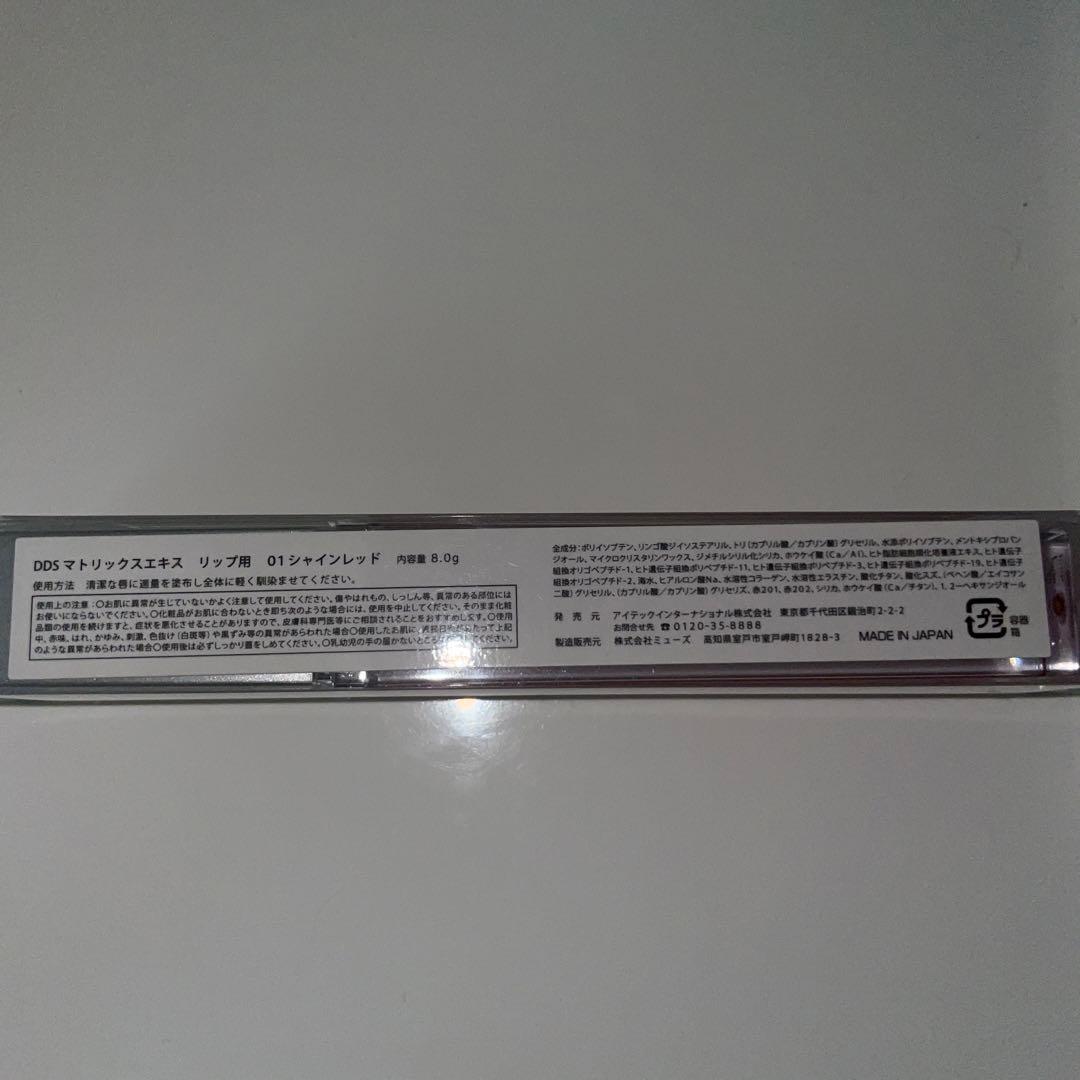 DDSマトリックスエキス リップ用 01シャインレッド 内容量 8.0g
使用方法 清潔な唇に適量を塗布し全体に軽く馴染ませてください。
使用上の注意：〇お肌に異常が生じていないかよく注意して使用してください。傷やはれもの、しっしん等、異常のある部位には
お使いにならないでください。〇化粧品がお肌に合わないとき即ち次のような場合には、使用を中止してください。そのまま化粧
品類の使用を続けますと、症状を悪化させることがありますので、皮膚科専門医等にご相談されることをおすすめします。〇使用
中、赤味、はれ、かゆみ、刺激、色抜け（白斑等）や黒ずみ等の異常があらわれた場合〇使用したお肌に、直射日光があたって上記
のような異常があらわれた場合〇使用後は必ずしっかり蓋をしめてください。〇乳幼児の手の届かないところ
全成分：ポリイソブテン、リンゴ酸ジイソステアリル、トリ（カプリル酸／カプリン酸）グリセリル、水添ポリイソブテン、メントキシプロパン
ジオール、マイクロクリスタリンワックス、ジメチルシリル化シリカ、ホウケイ酸（Ca／Al）、ヒト脂肪細胞順化培養液エキス、ヒト遺伝子
組換オリゴペプチド-1、ヒト遺伝子組換ポリペプチド-11、ヒト遺伝子組換ポリペプチド-3、ヒト遺伝子組換ポリペプチド-19、ヒト遺伝子
組換オリゴペプチド-2、海水、ヒアルロン酸Na、水溶性コラーゲン、水溶性エラスチン、酸化チタン、酸化スズ、（ベヘン酸／エイコサン
二酸）グリセリル、（カプリル酸／カプリン酸）グリセリズ、赤201、赤202、シリカ、ホウケイ酸（Ca／チタン）、1，2－ヘキサンジオール
発売元 アイテックインターナショナル株式会社 東京都千代田区鍛治町2-2-2
お問合せ先 ☎0120-35-8888
製造販売元 株式会社ミューズ 高知県室戸市室戸岬町1828-3 MADE IN JAPAN
プラ 容器
箱